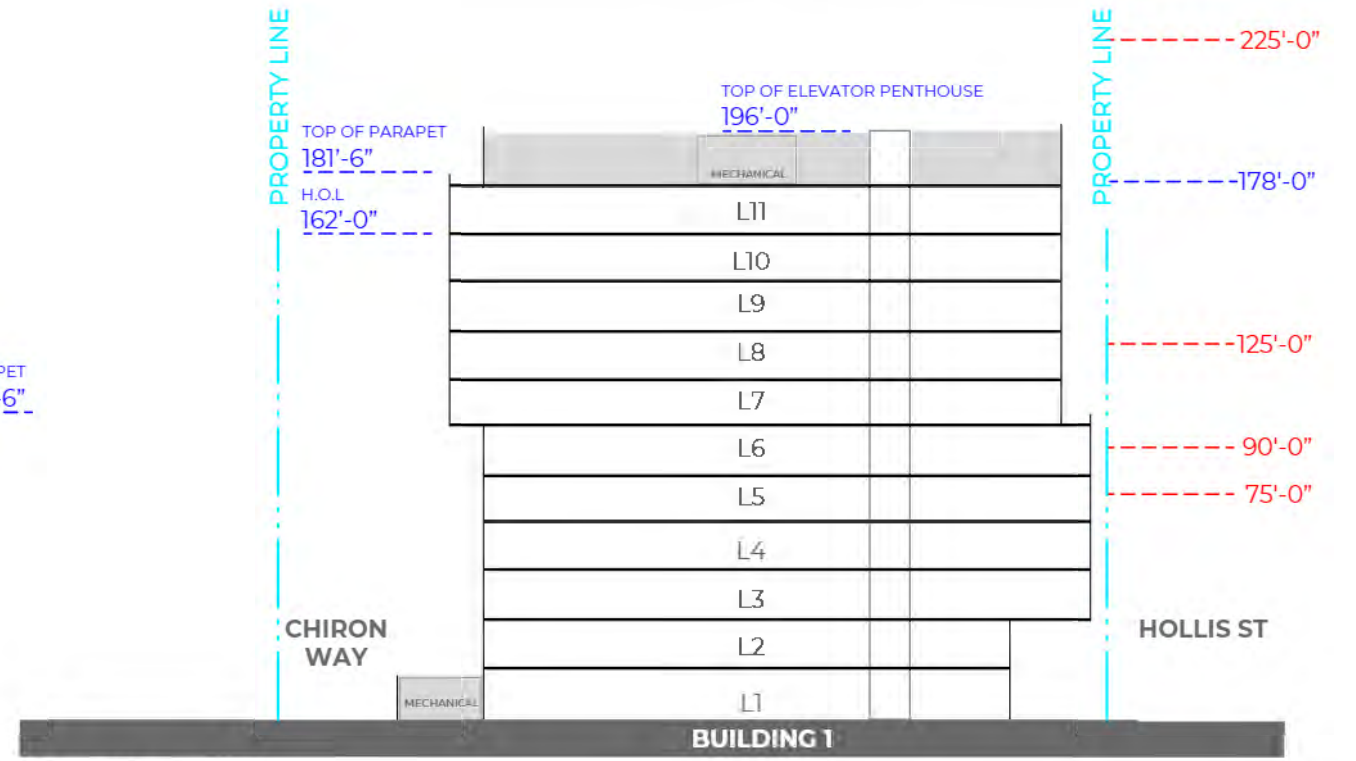 PROPERTY LINE
PROPERTY LINE
225'-0"
TOP OF ELEVATOR PENTHOUSE
196'-0"
TOP OF PARAPET
181'-6"
MECHANICAL
178'-0"
H.O.L
162'-0"
L11
L10
L9
L8
125'-0"
PET
6"
L7
L6
90'-0"
L5
75'-0"
L4
L3
CHIRON
WAY
HOLLIS ST
L2
MECHANICAL
L1
BUILDING 1